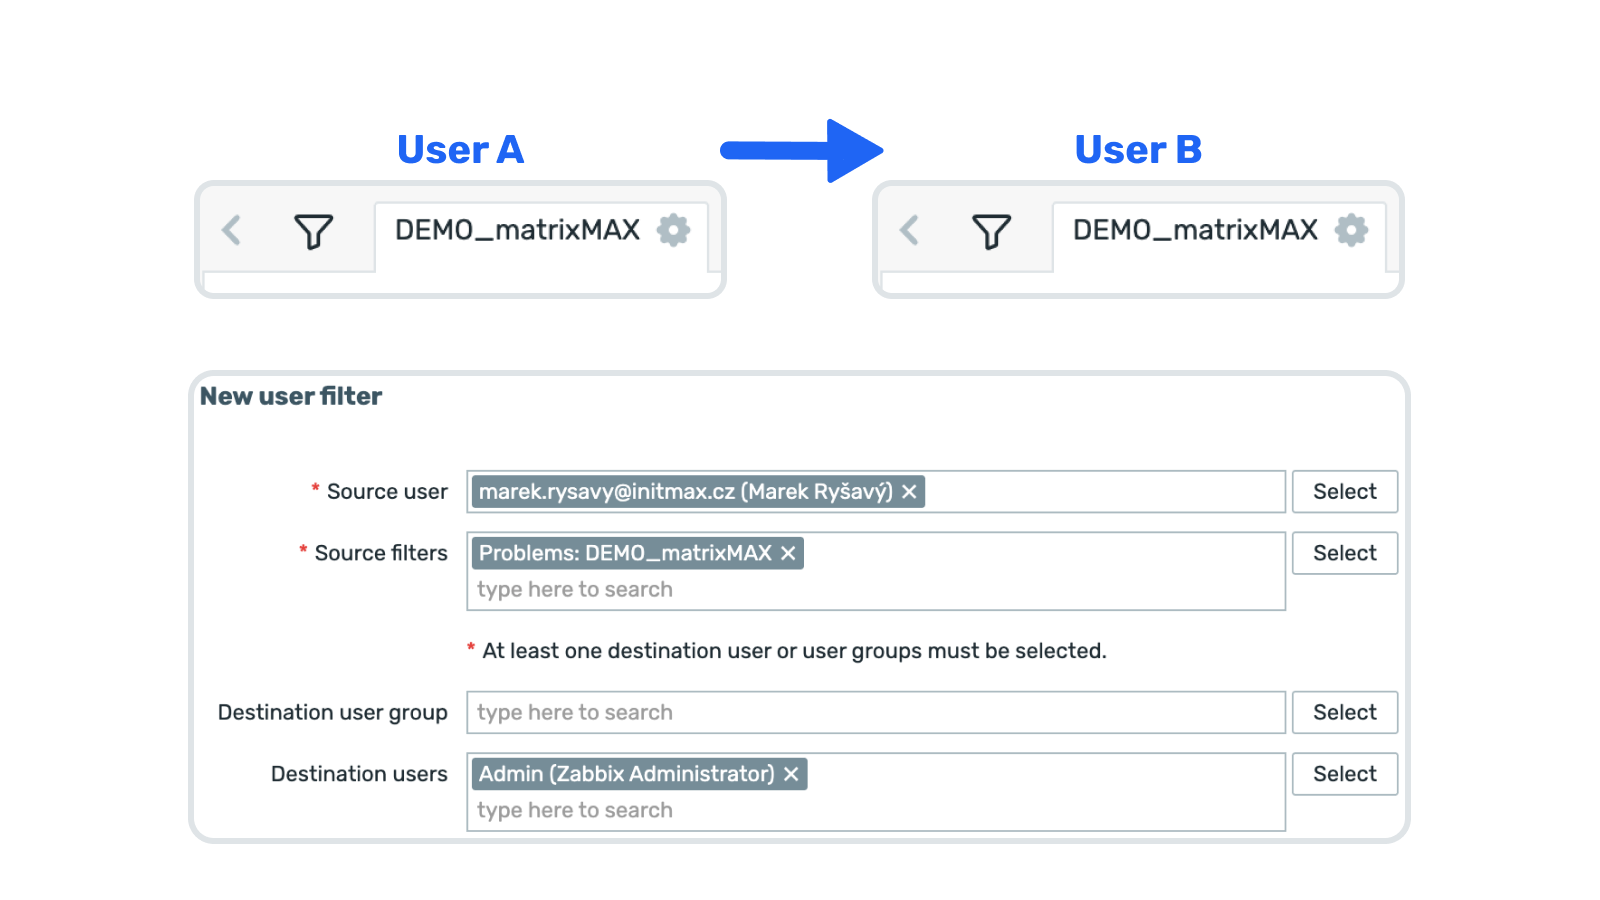 User A
User B
DEMO_matrixMAX
DEMO_matrixMAX
New user filter
* Source user
marek.rysavy@initmax.cz (Marek Ryšavý) ✕
Select
* Source filters
Problems: DEMO_matrixMAX ✕
Select
type here to search
* At least one destination user or user groups must be selected.
Destination user group
type here to search
Select
Destination users
Admin (Zabbix Administrator) ✕
Select
type here to search